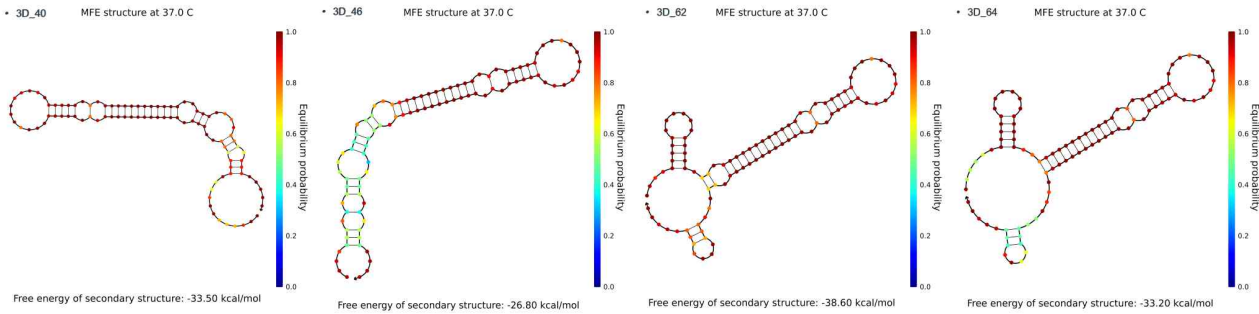 • 3D_40 MFE structure at 37.0 C
1.0
0.8
0.6
0.4
0.2
0.0
Equilibrium probability
Free energy of secondary structure: -33.50 kcal/mol
• 3D_46 MFE structure at 37.0 C
1.0
0.8
0.6
0.4
0.2
0.0
Equilibrium probability
Free energy of secondary structure: -26.80 kcal/mol
• 3D_62 MFE structure at 37.0 C
1.0
0.8
0.6
0.4
0.2
0.0
Equilibrium probability
Free energy of secondary structure: -38.60 kcal/mol
• 3D_64 MFE structure at 37.0 C
1.0
0.8
0.6
0.4
0.2
0.0
Equilibrium probability
Free energy of secondary structure: -33.20 kcal/mol